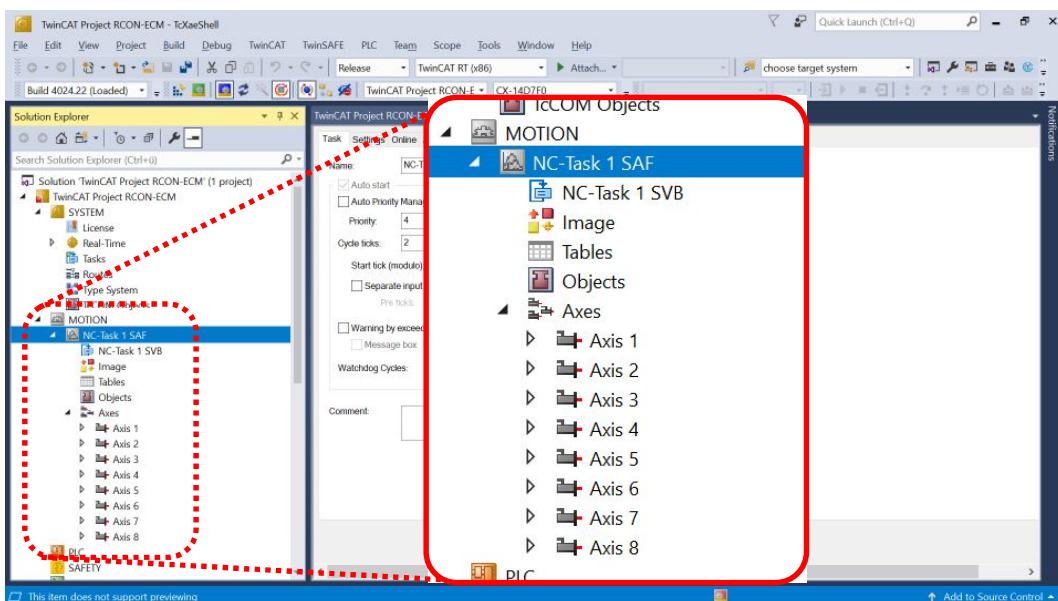 TwinCAT Project RCON-ECM - TcXaeShell
Quick Launch (Ctrl+Q)
File Edit View Project Build Debug TwinCAT TwinSAFE PLC Team Scope Tools Window Help
Release TwinCAT RT (x86) Attach... choose target system
Build 4024.22 (Loaded) TwinCAT Project RCON-E CX-14D7F0
Solution Explorer
TwinCAT Project RCON-E
Notifications
Search Solution Explorer (Ctrl+ü)
Solution 'TwinCAT Project RCON-ECM' (1 project)
TwinCAT Project RCON-ECM
SYSTEM
License
Real-Time
Tasks
Routes
Type System
MOTION
NC-Task 1 SAF
NC-Task 1 SVB
Image
Tables
Objects
Axes
Axis 1
Axis 2
Axis 3
Axis 4
Axis 5
Axis 6
Axis 7
Axis 8
PLC
SAFETY
Task Settings Online
Name: NC-T
Auto start
Auto Priority Mana
Priority: 4
Cycle ticks: 2
Start tick (modulo)
Separate input
Pre ticks:
Warning by exceed
Message box
Watchdog Cycles:
Comment:
TcCOM Objects
MOTION
NC-Task 1 SAF
NC-Task 1 SVB
Image
Tables
Objects
Axes
Axis 1
Axis 2
Axis 3
Axis 4
Axis 5
Axis 6
Axis 7
Axis 8
PLC
This item does not support previewing
Add to Source Control